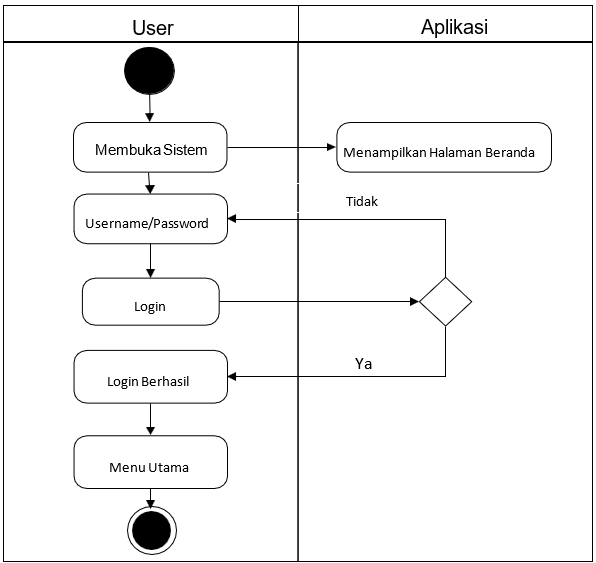 User
Aplikasi
Membuka Sistem
Menampilkan Halaman Beranda
Tidak
Username/Password
Login
Ya
Login Berhasil
Menu Utama